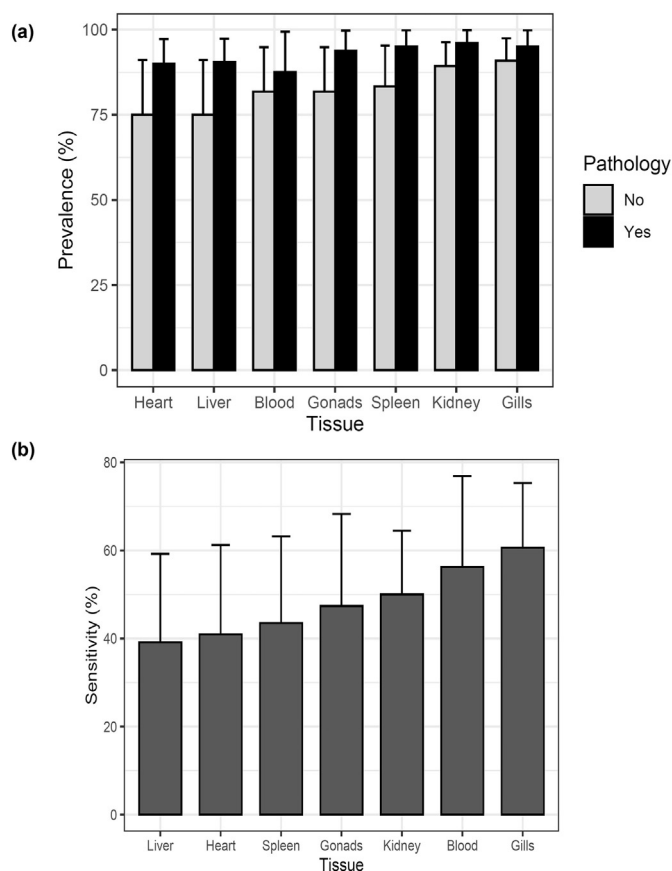 (a)
Prevalence (%)
100
75
50
25
0
Heart Liver Blood Gonads Spleen Kidney Gills
Tissue
Pathology
No
Yes
(b)
Sensitivity (%)
80
60
40
20
0
Liver Heart Spleen Gonads Kidney Blood Gills
Tissue